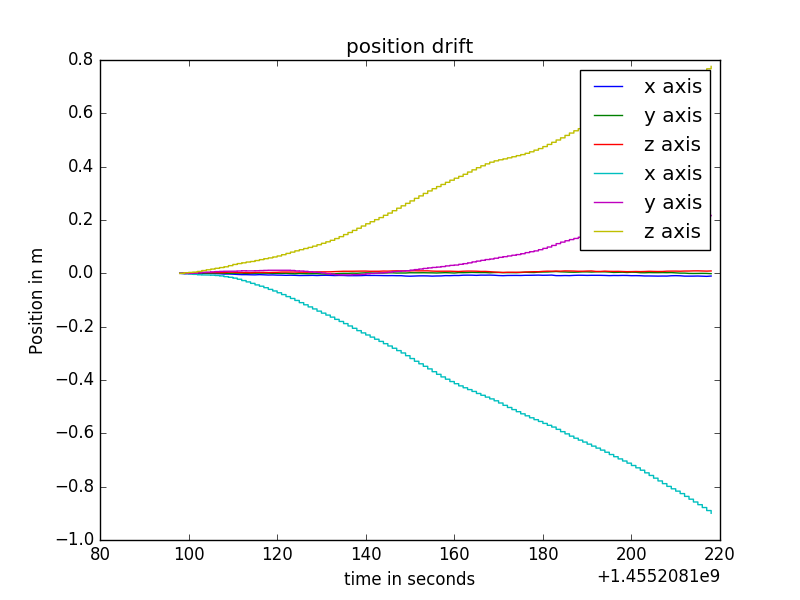 position drift
Position in m
0.8
0.6
0.4
0.2
0.0
−0.2
−0.4
−0.6
−0.8
−1.0
x axis
y axis
z axis
x axis
y axis
z axis
80 100 120 140 160 180 200 220
time in seconds
+1.4552081e9